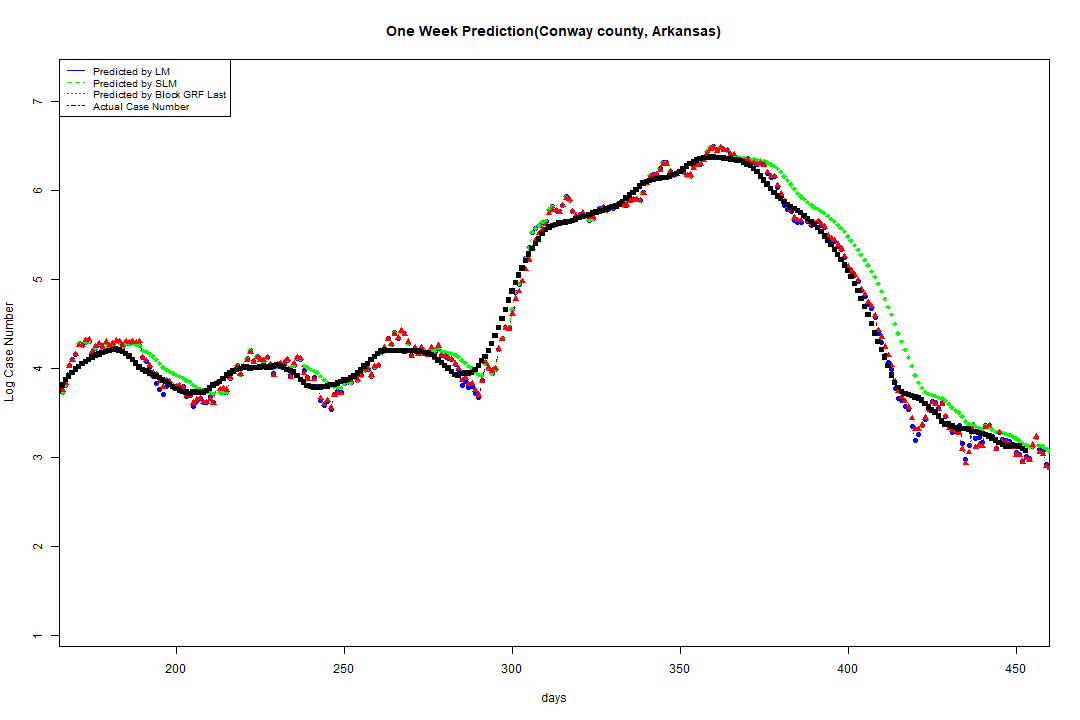 One Week Prediction(Conway county, Arkansas)
Predicted by LM
Predicted by SLM
Predicted by Block GRF Last
Actual Case Number
7
6
5
4
3
2
1
Log Case Number
200 250 300 350 400 450
days